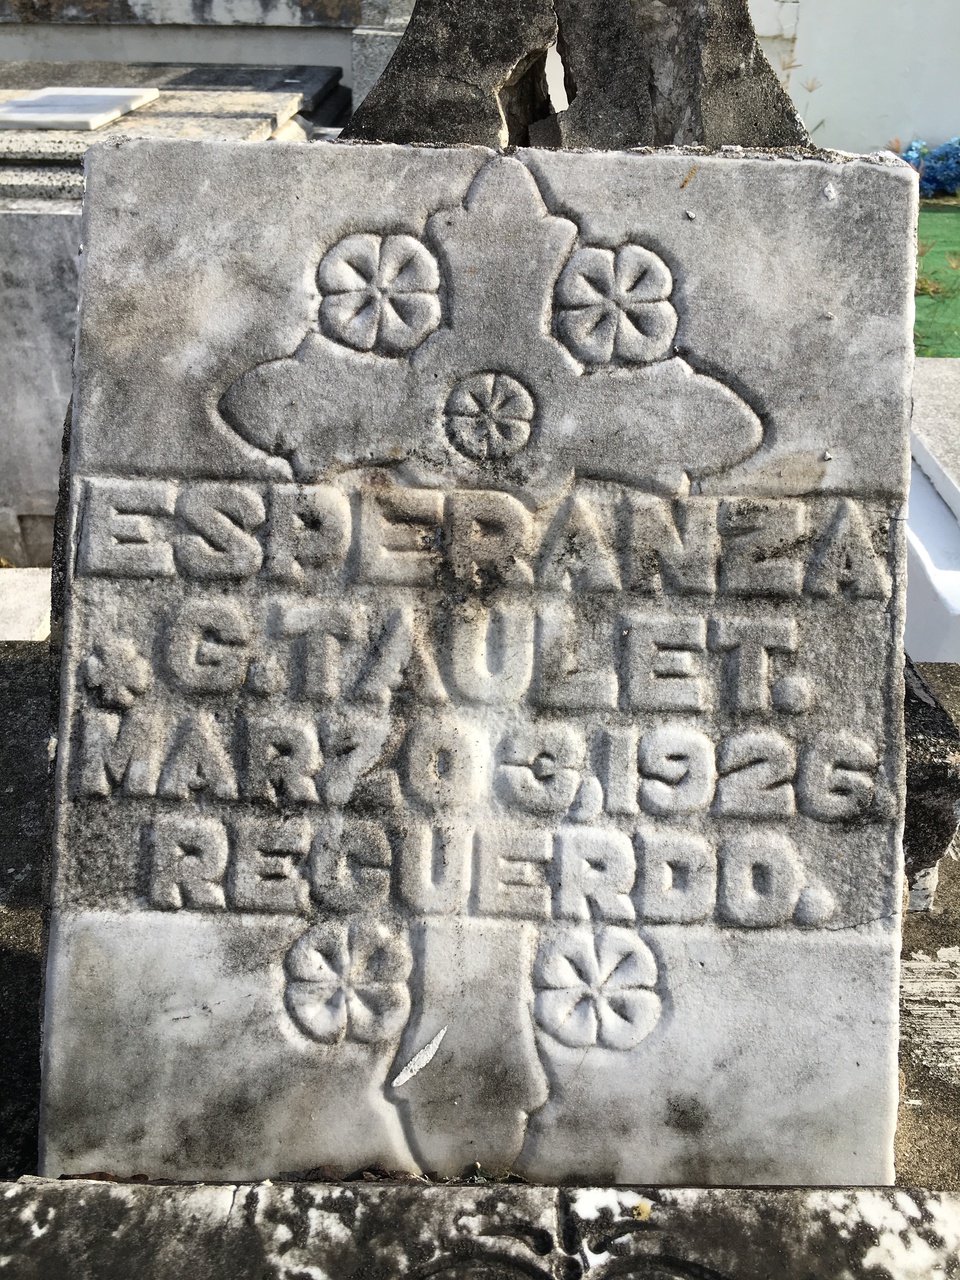 ESPERANZA
G. TAULET.
MARZO 3, 1926
RECUERDO.